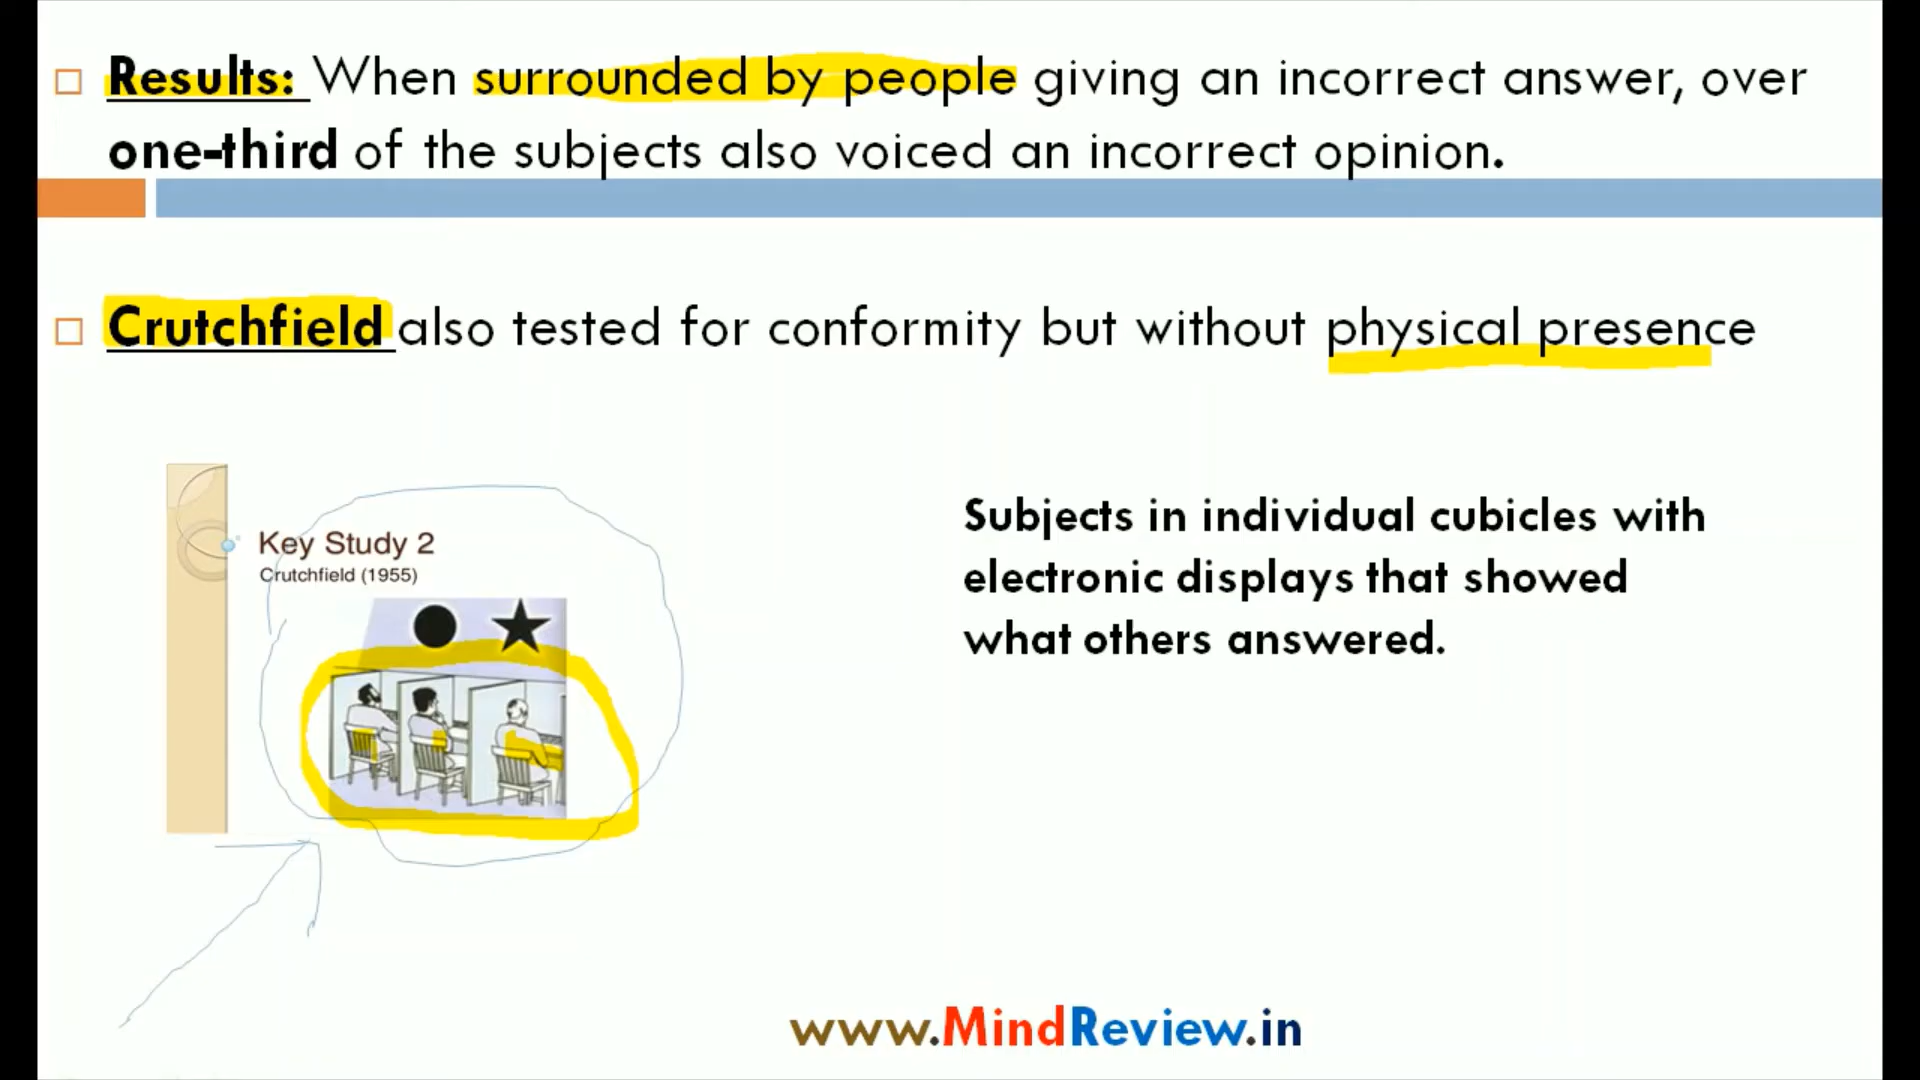 Results: When surrounded by people giving an incorrect answer, over
one-third of the subjects also voiced an incorrect opinion.
Crutchfield also tested for conformity but without physical presence
Key Study 2
Crutchfield (1955)
Subjects in individual cubicles with
electronic displays that showed
what others answered.
www.MindReview.in